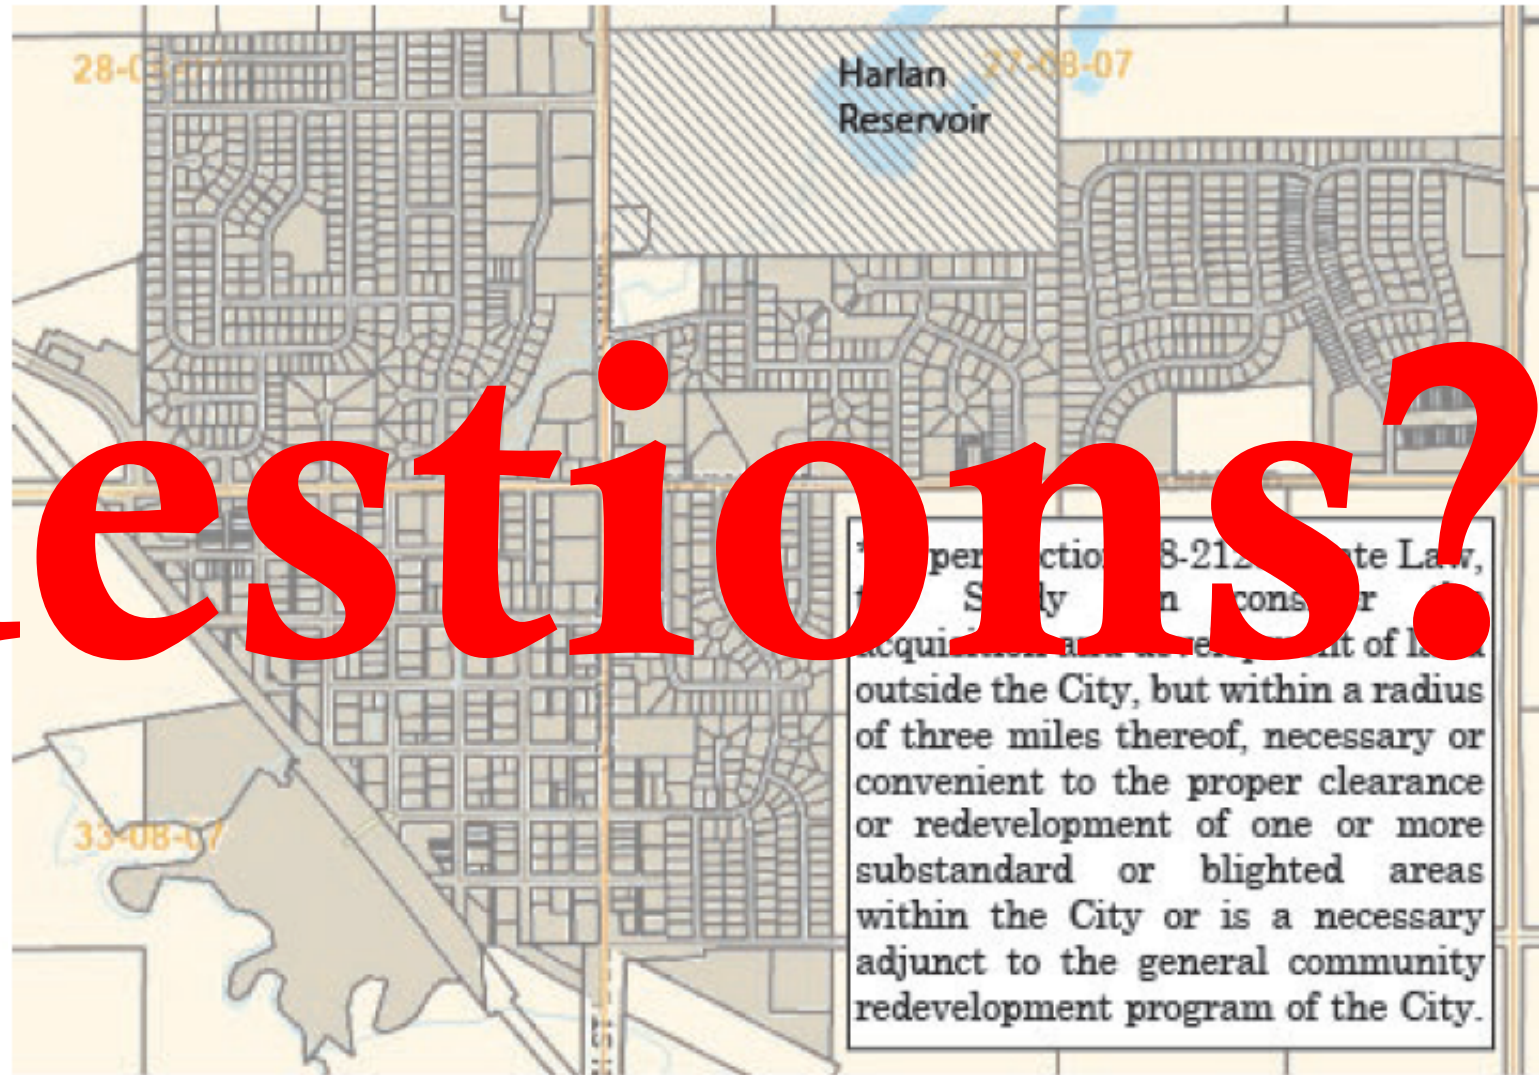 Harlan
27-08-07
Reservoir
estions?
ate Law,
outside the City, but within a radius
of three miles thereof, necessary or
convenient to the proper clearance
or redevelopment of one or more
substandard or blighted areas
within the City or is a necessary
adjunct to the general community
redevelopment program of the City.
33-08-07